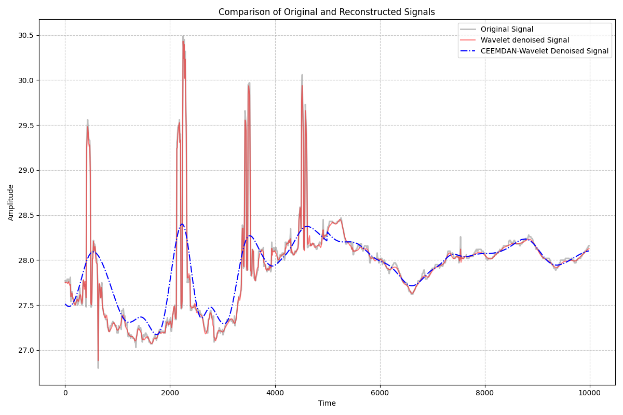 Comparison of Original and Reconstructed Signals
Original Signal
Wavelet denoised Signal
CEEMDAN-Wavelet Denoised Signal
Amplitude
30.5
30.0
29.5
29.0
28.5
28.0
27.5
27.0
0
2000
4000
6000
8000
10000
Time